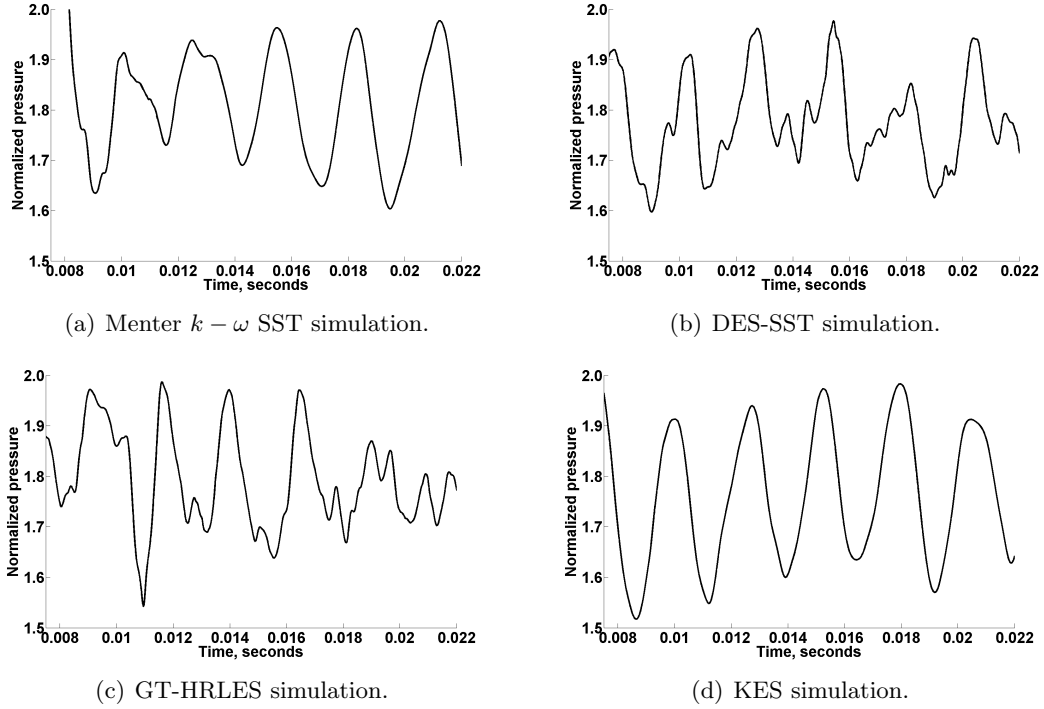 2.0
1.9
1.8
1.7
1.6
1.5
Normalized pressure
0.008 0.01 0.012 0.014 0.016 0.018 0.02 0.022
Time, seconds
(a) Menter k − ω SST simulation.
2.0
1.9
1.8
1.7
1.6
1.5
Normalized pressure
0.008 0.01 0.012 0.014 0.016 0.018 0.02 0.022
Time, seconds
(b) DES-SST simulation.
2.0
1.9
1.8
1.7
1.6
1.5
Normalized pressure
0.008 0.01 0.012 0.014 0.016 0.018 0.02 0.022
Time, seconds
(c) GT-HRLES simulation.
2.0
1.9
1.8
1.7
1.6
1.5
Normalized pressure
0.008 0.01 0.012 0.014 0.016 0.018 0.02 0.022
Time, seconds
(d) KES simulation.